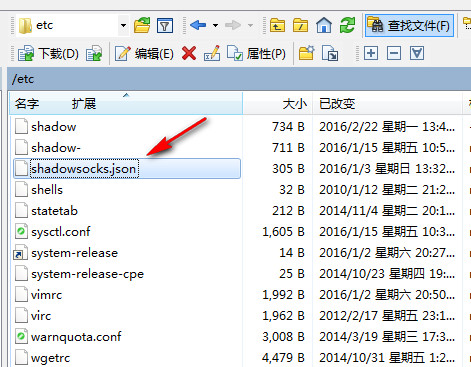 etc
查找文件(F)
下载(D) 编辑(E) 属性(P)
/etc
名字 扩展 大小 已改变
shadow 734 B 2016/2/22 星期一 13:4...
shadow- 711 B 2016/1/15 星期五 10:5...
shadowsocks.json 305 B 2016/1/3 星期日 13:32...
shells 32 B 2010/1/12 星期二 21:2...
statetab 212 B 2014/11/4 星期二 20:1...
sysctl.conf 1,605 B 2016/1/15 星期五 10:3...
system-release 14 B 2016/1/2 星期六 20:27...
system-release-cpe 25 B 2014/10/23 星期四 19:...
vimrc 1,992 B 2016/1/2 星期六 20:50...
virc 1,962 B 2012/2/17 星期五 23:1...
warnquota.conf 3,008 B 2014/3/19 星期三 17:3...
wgetrc 4,479 B 2014/10/31 星期五 1:2...